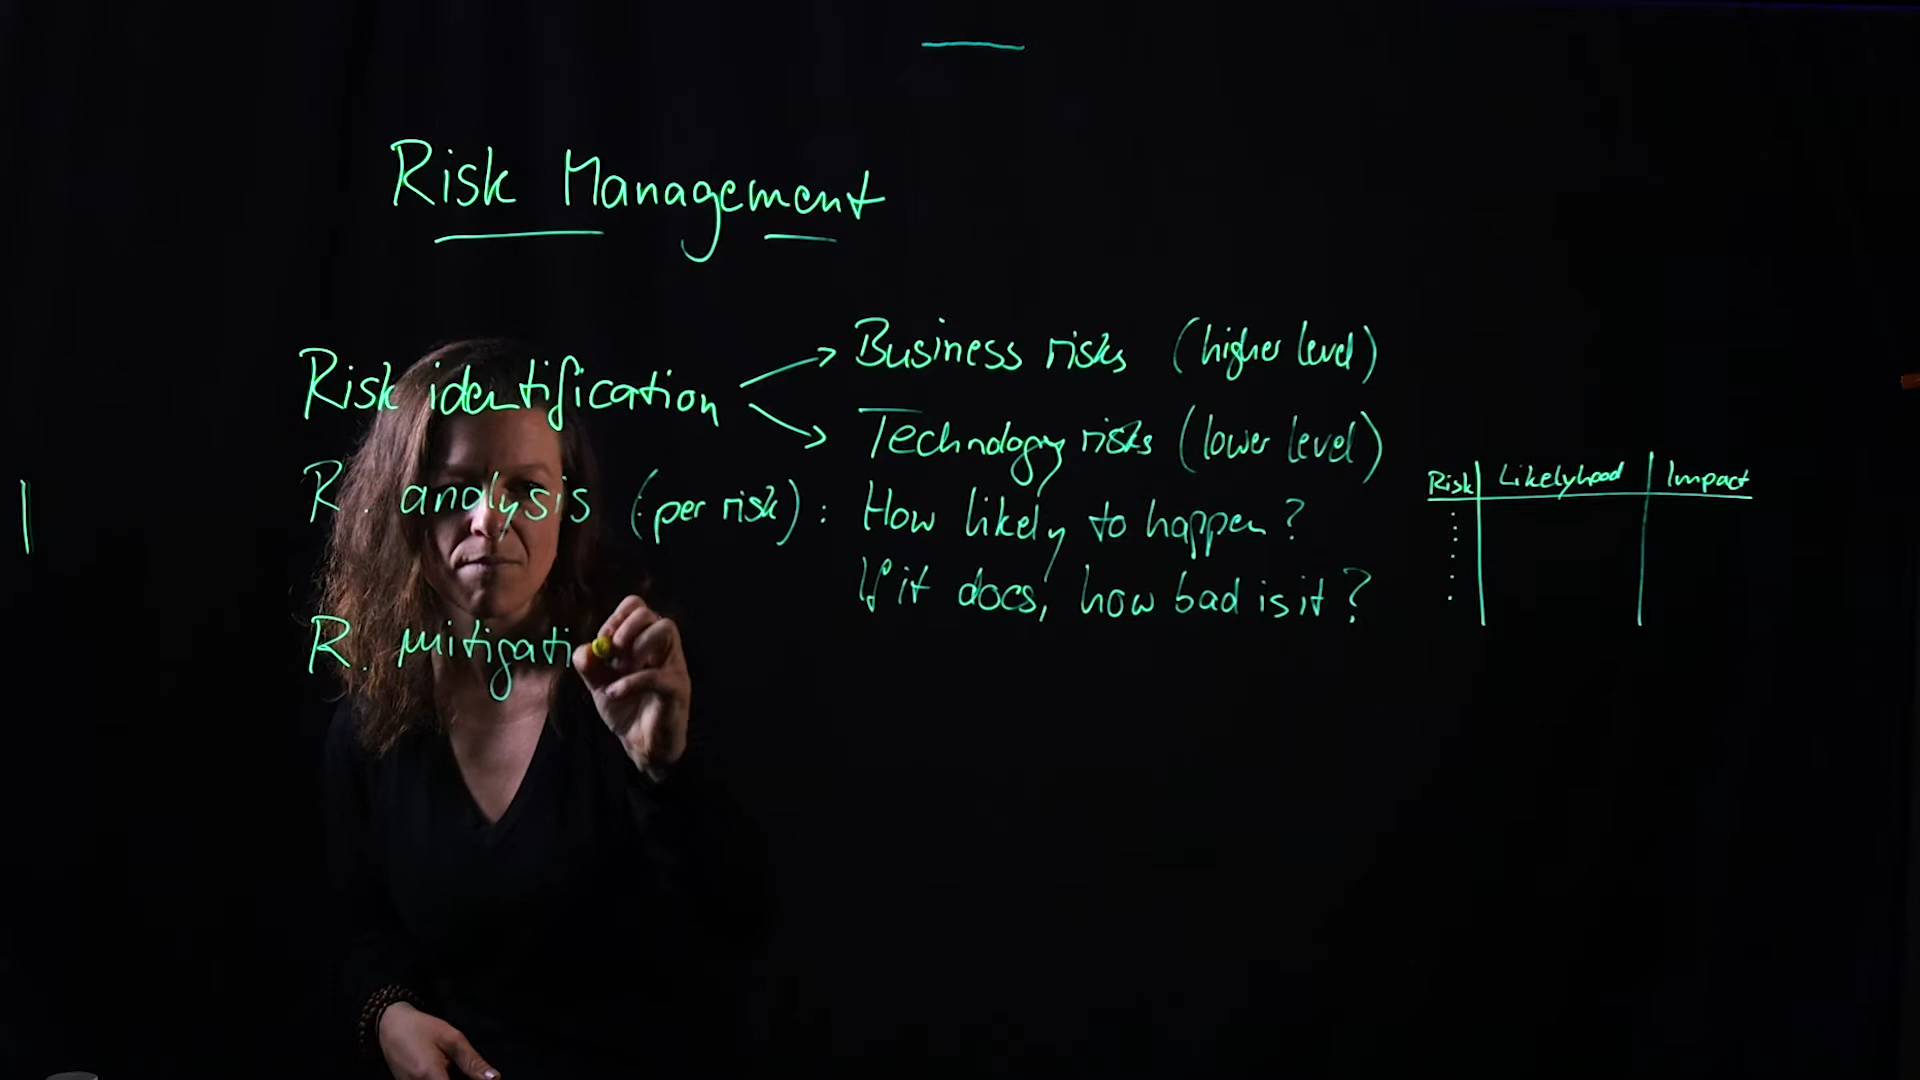 Risk Management
Risk identification
Business risks (higher level)
Technology risks (lower level)
R. analysis (per risk): How likely to happen?
If it does, how bad is it?
Risk Likelyhood Impact
R. mitigati